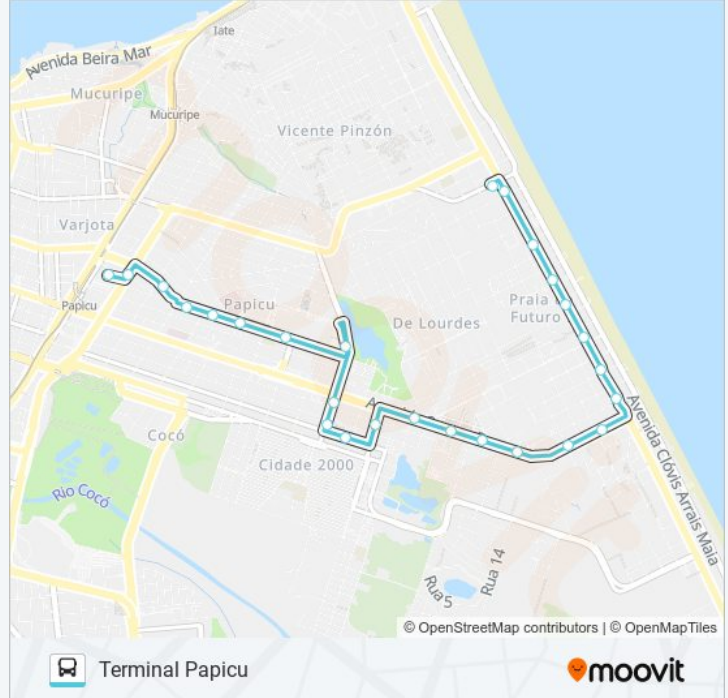 Iate
Avenida Beira Mar
Mucuripe
Mucuripe
Vicente Pinzón
Varjota
Papicu
Papicu
Praia
Futuro
De Lourdes
Cocó
Cidade 2000
Avenida Clóvis Arrais Maia
Rio Cocó
Rua 14
Rua 5
© OpenStreetMap contributors | © OpenMapTiles
Terminal Papicu
moovit